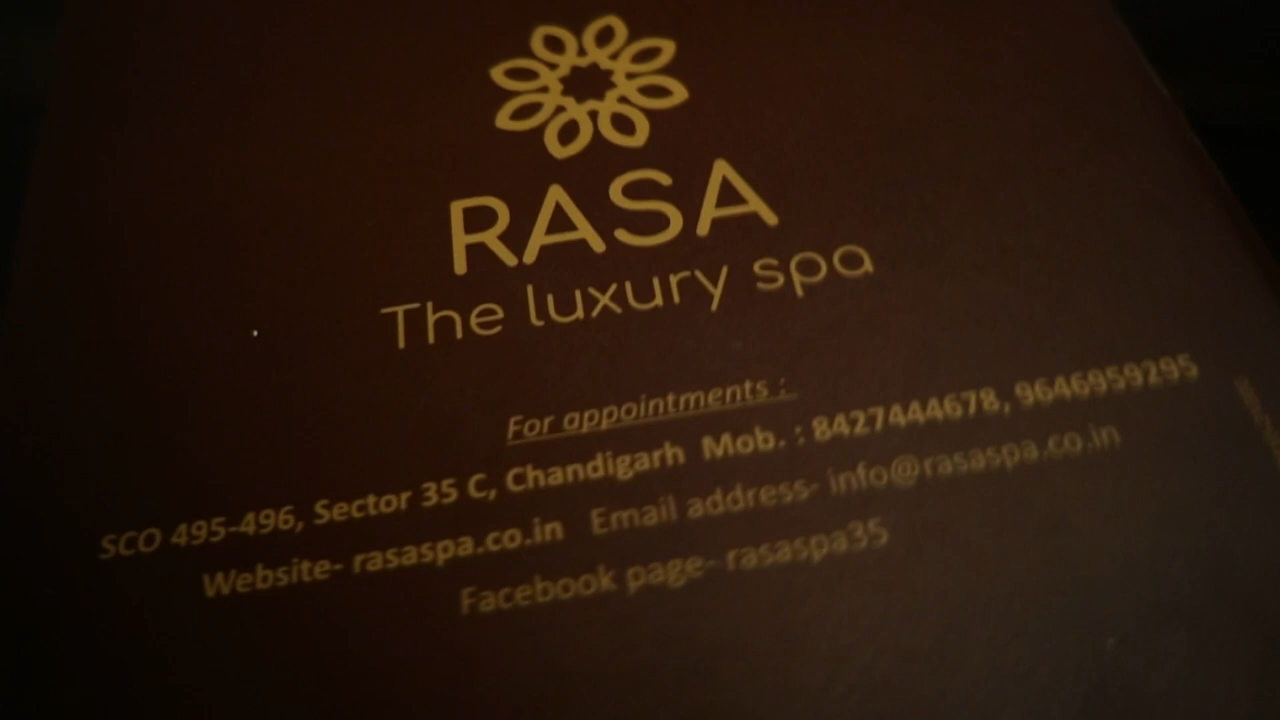 RASA
The luxury spa
For appointments :
SCO 495-496, Sector 35 C, Chandigarh Mob. : 8427444678, 9646959295
Website- rasaspa.co.in Email address- info@rasaspa.co.in
Facebook page- rasaspa35